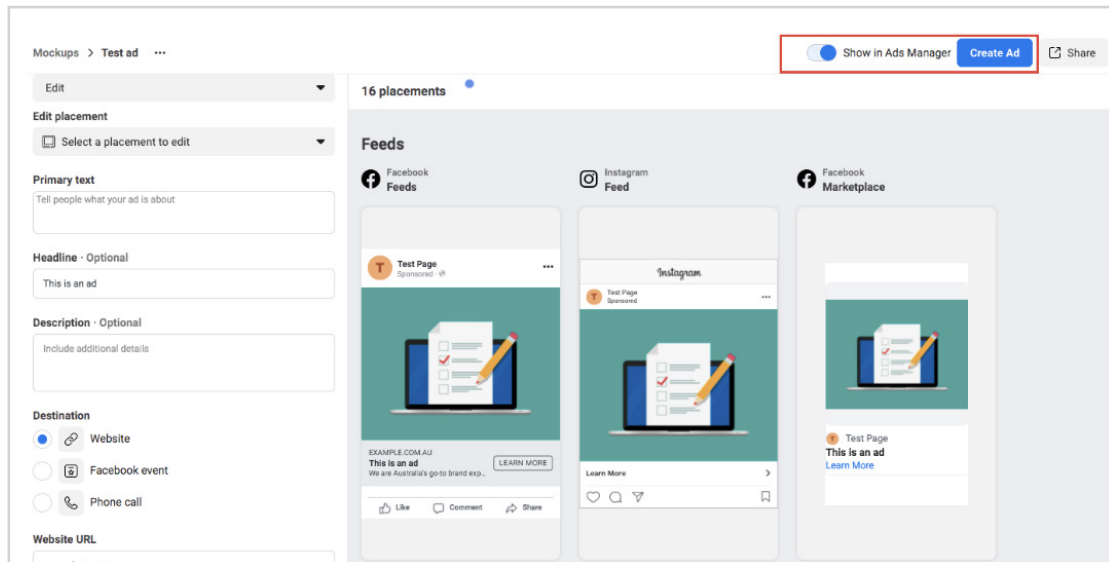 Mockups > Test ad ...
Show in Ads Manager
Create Ad
Share
Edit
Edit placement
Select a placement to edit
Primary text
Tell people what your ad is about
Headline · Optional
This is an ad
Description · Optional
Include additional details
Destination
Website
Facebook event
Phone call
Website URL
16 placements
Feeds
Facebook
Feeds
T
Test Page
Sponsored ·
EXAMPLE.COM.AU
This is an ad
We are Australia's go-to brand exp...
LEARN MORE
Like
Comment
Share
Instagram
Feed
Instagram
T
Test Page
Sponsored
Learn More
Facebook
Marketplace
T
Test Page
This is an ad
Learn More